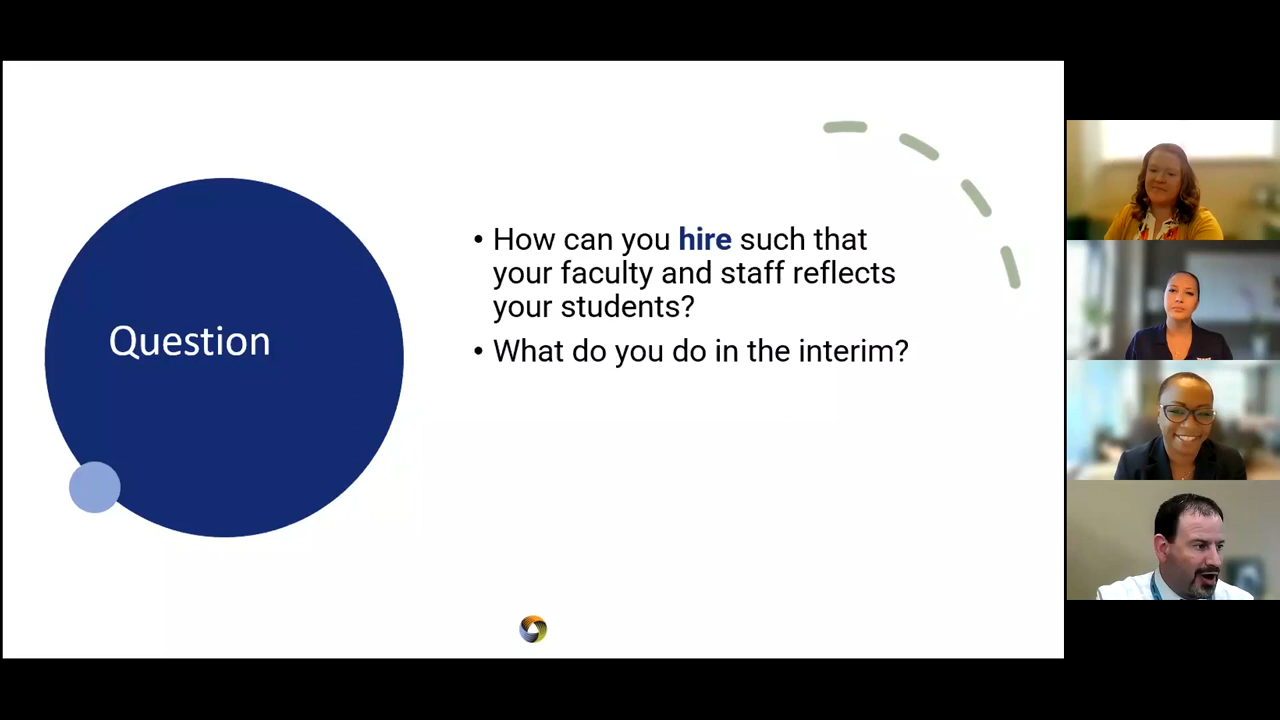 Question
• How can you hire such that
your faculty and staff reflects
your students?
• What do you do in the interim?